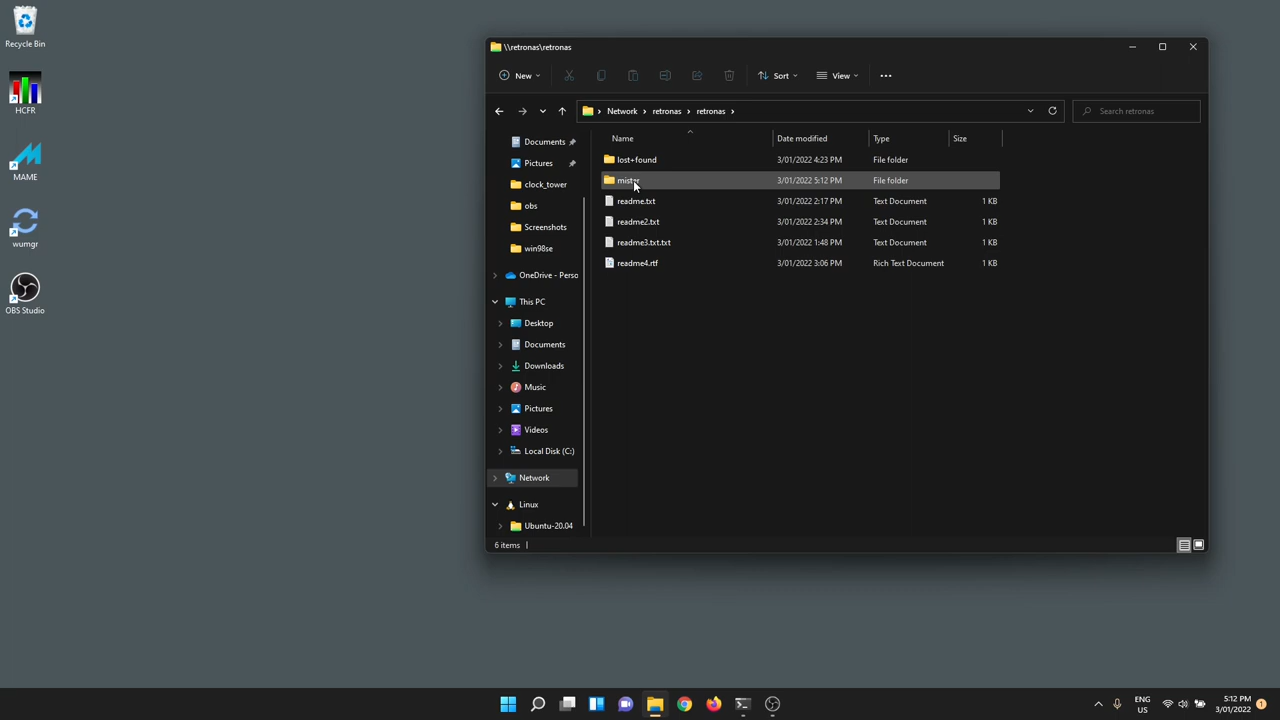 Recycle Bin
HCFR
MAME
wumgr
OBS Studio
\\retronas\retronas
New
Sort
View
Network retronas retronas
Search retronas
Documents
Pictures
clock_tower
obs
Screenshots
win98se
OneDrive - Perso
This PC
Desktop
Documents
Downloads
Music
Pictures
Videos
Local Disk (C:)
Network
Linux
Ubuntu-20.04
Name Date modified Type Size
lost+found 3/01/2022 4:23 PM File folder
mister 3/01/2022 5:12 PM File folder
readme.txt 3/01/2022 2:17 PM Text Document 1 KB
readme2.txt 3/01/2022 2:34 PM Text Document 1 KB
readme3.txt.txt 3/01/2022 1:48 PM Text Document 1 KB
readme4.rtf 3/01/2022 3:06 PM Rich Text Document 1 KB
6 items
ENG
US
5:12 PM
3/01/2022
1